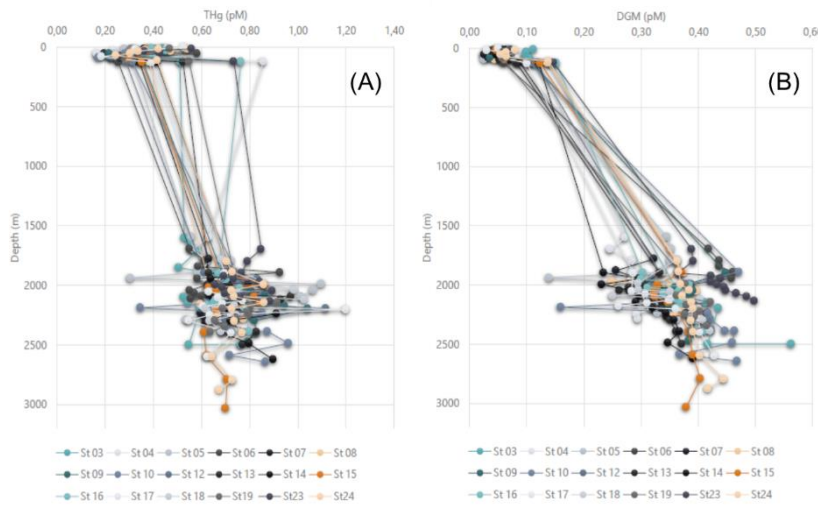 THg (pM)
0,00 0,20 0,40 0,60 0,80 1,00 1,20 1,40
0
500
1000
1500
2000
2500
3000
Depth (m)
(A)
St 03 St 04 St 05 St 06 St 07 St 08
St 09 St 10 St 12 St 13 St 14 St 15
St 16 St 17 St 18 St19 St23 St24
DGM (pM)
0,00 0,10 0,20 0,30 0,40 0,50 0,60
0
500
1000
1500
2000
2500
3000
Depth (m)
(B)
St 03 St 04 St 05 St 06 St 07 St 08
St 09 St 10 St 12 St 13 St 14 St 15
St 16 St 17 St 18 St 19 St23 St24